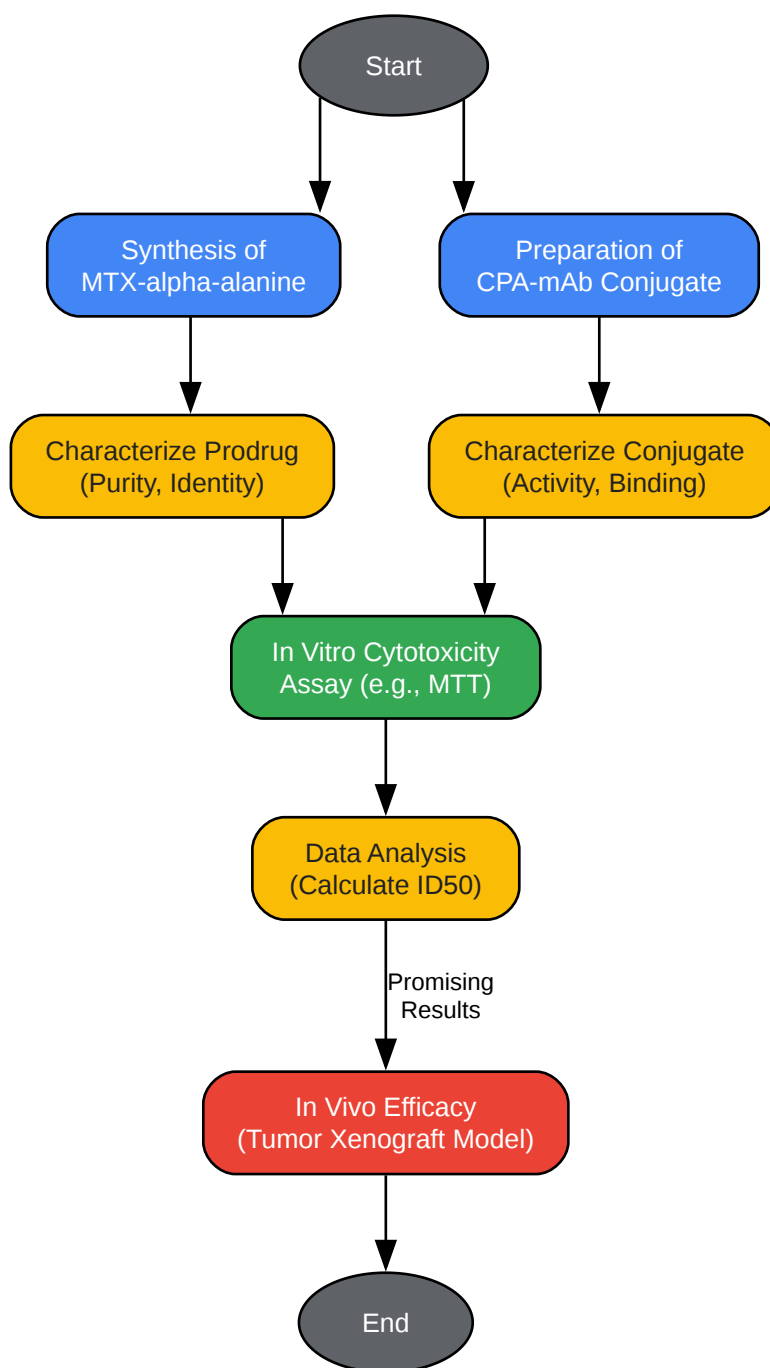 Start
Synthesis of
MTX-alpha-alanine
Preparation of
CPA-mAb Conjugate
Characterize Prodrug
(Purity, Identity)
Characterize Conjugate
(Activity, Binding)
In Vitro Cytotoxicity
Assay (e.g., MTT)
Data Analysis
(Calculate ID50)
Promising
Results
In Vivo Efficacy
(Tumor Xenograft Model)
End